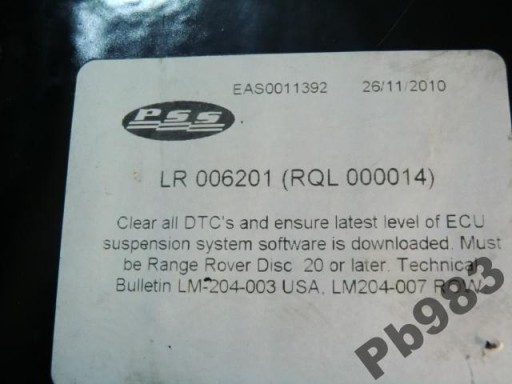 EAS0011392 26/11/2010
PSS
LR 006201 (RQL 000014)
Clear all DTC's and ensure latest level of ECU
suspension system software is downloaded. Must
be Range Rover Disc 20 or later. Technical
Bulletin LM-204-003 USA, LM204-007 ROW
Pb983